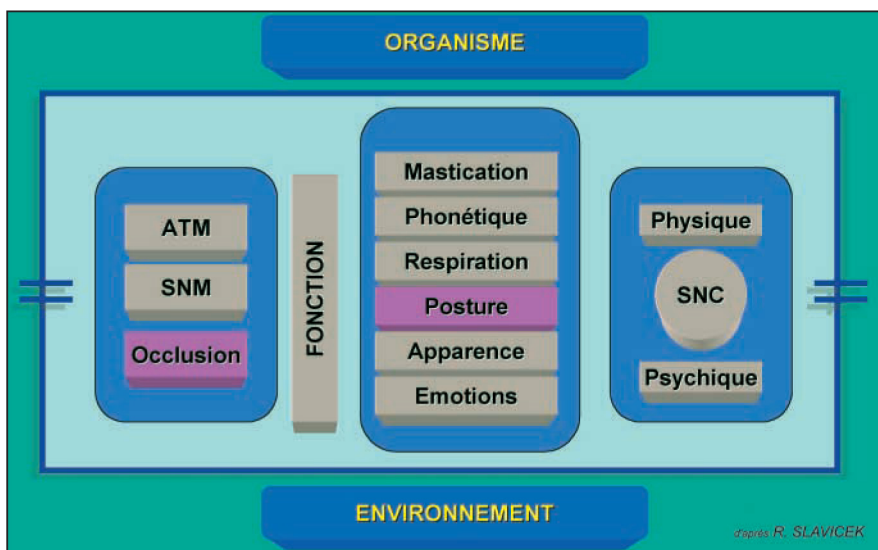 ORGANISME
ATM
SNM
Occlusion
FONCTION
Mastication
Phonétique
Respiration
Posture
Apparence
Emotions
Physique
SNC
Psychique
ENVIRONNEMENT
d'après R. SLAVICEK